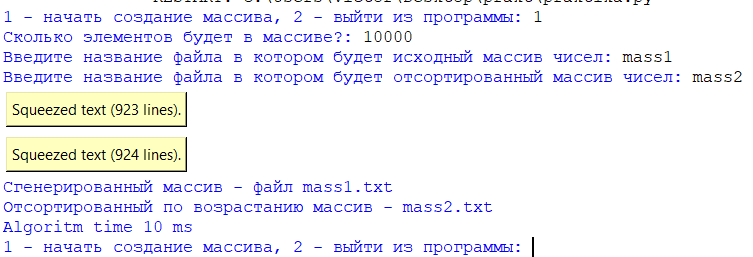 1 - начать создание массива, 2 - выйти из программы: 1
Сколько элементов будет в массиве?: 10000
Введите название файла в котором будет исходный массив чисел: mass1
Введите название файла в котором будет отсортированный массив чисел: mass2
Squeezed text (923 lines).
Squeezed text (924 lines).
Сгенерированный массив - файл mass1.txt
Отсортированный по возрастанию массив - mass2.txt
Algoritm time 10 ms
1 - начать создание массива, 2 - выйти из программы: